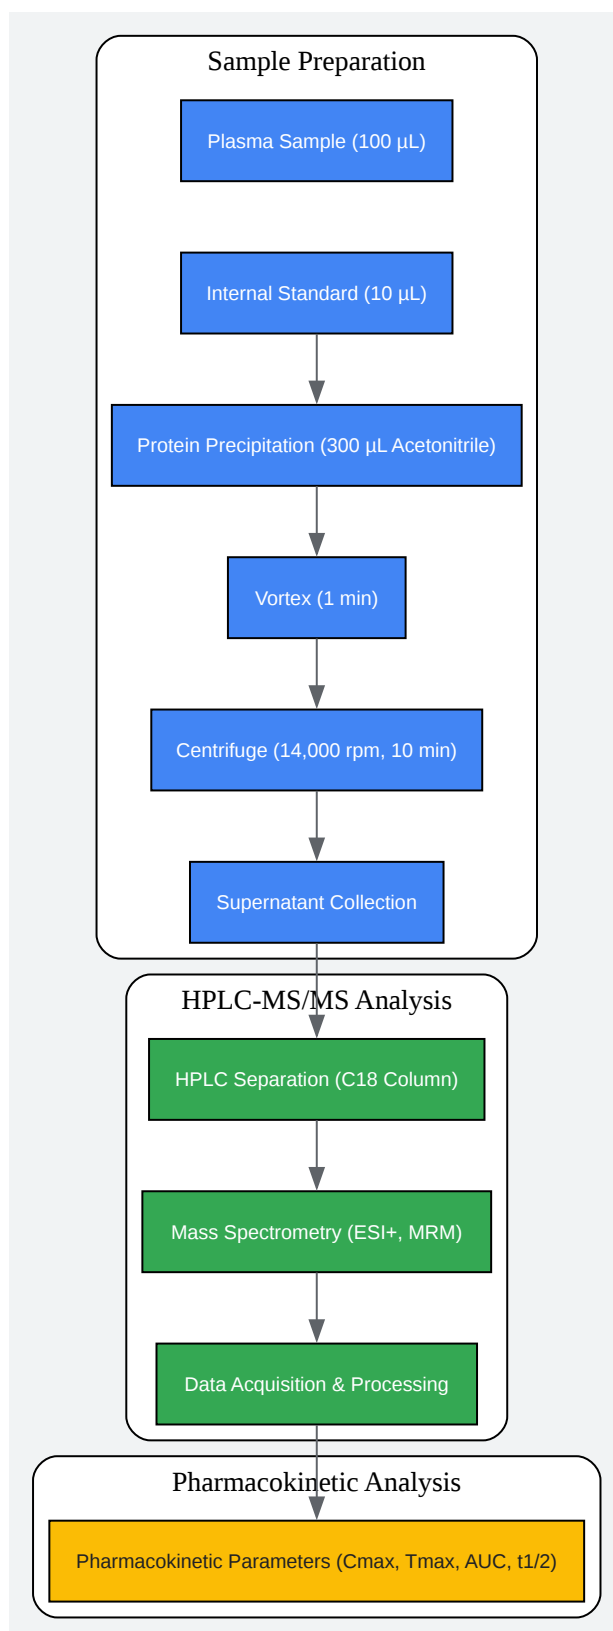 Sample Preparation
Plasma Sample (100 µL)
Internal Standard (10 µL)
Protein Precipitation (300 µL Acetonitrile)
Vortex (1 min)
Centrifuge (14,000 rpm, 10 min)
Supernatant Collection
HPLC-MS/MS Analysis
HPLC Separation (C18 Column)
Mass Spectrometry (ESI+, MRM)
Data Acquisition & Processing
Pharmacokinetic Analysis
Pharmacokinetic Parameters (Cmax, Tmax, AUC, t1/2)